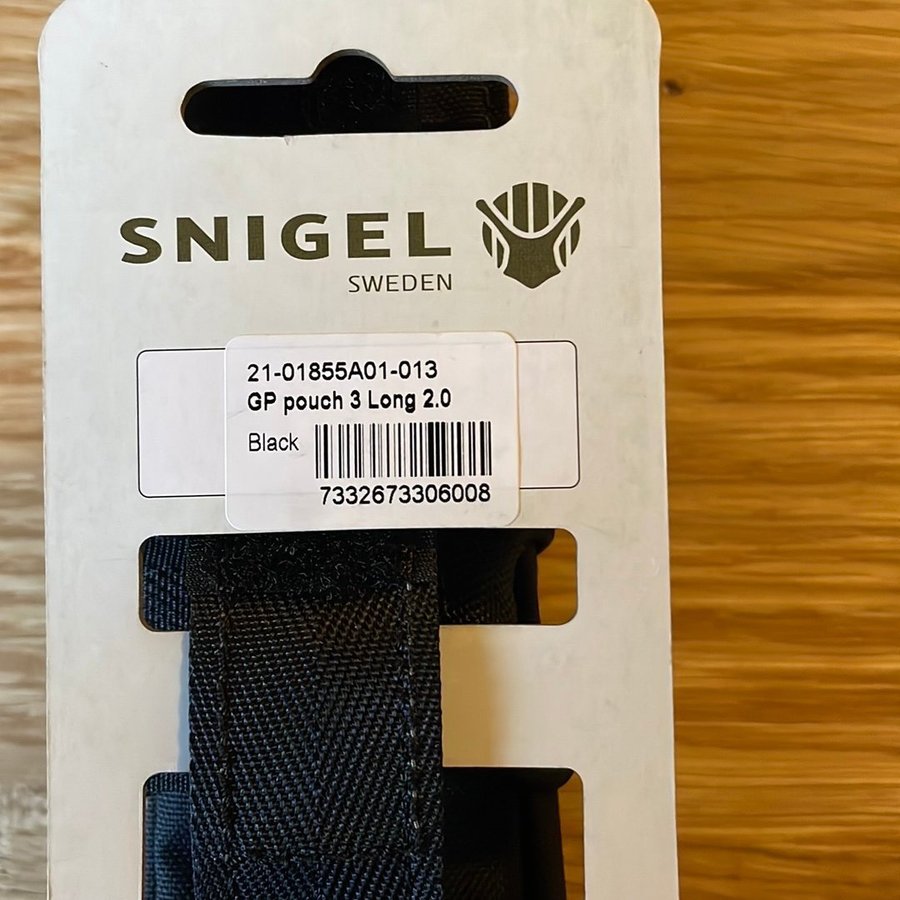 SNIGEL
SWEDEN
21-01855A01-013
GP pouch 3 Long 2.0
Black
7332673306008